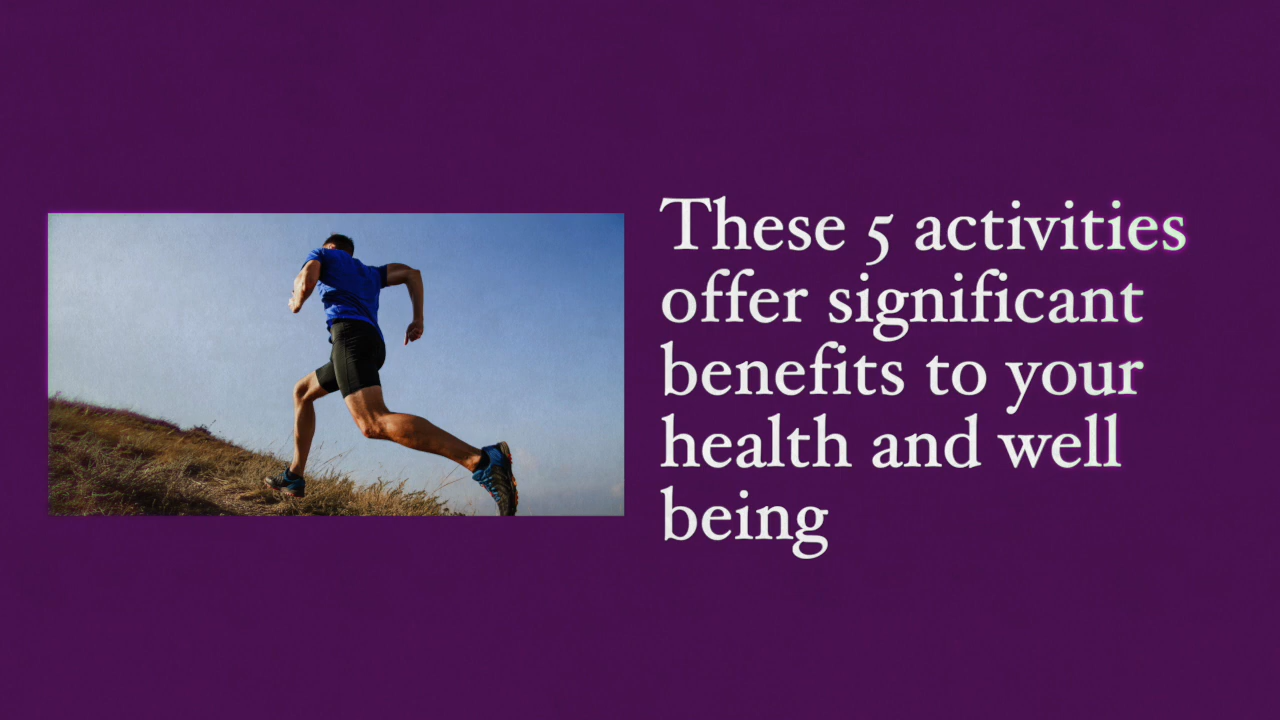 These 5 activities
offer significant
benefits to your
health and well
being